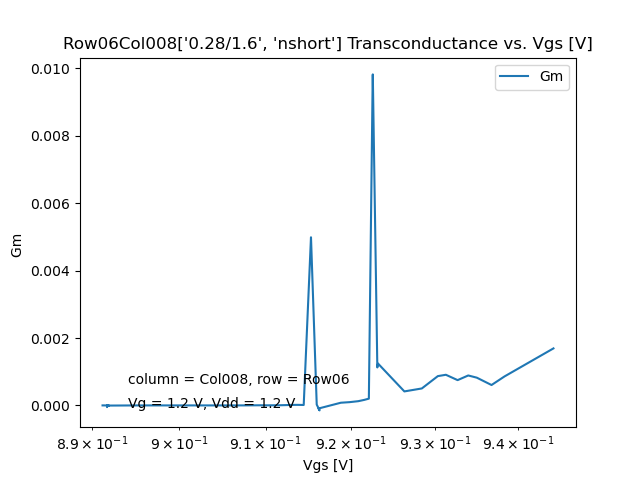 Row06Col008['0.28/1.6', 'nshort'] Transconductance vs. Vgs [V]
Gm
0.010
0.008
0.006
0.004
0.002
0.000
Gm
column = Col008, row = Row06
Vg = 1.2 V, Vdd = 1.2 V
8.9 × 10⁻¹ 9 × 10⁻¹ 9.1 × 10⁻¹ 9.2 × 10⁻¹ 9.3 × 10⁻¹ 9.4 × 10⁻¹
Vgs [V]